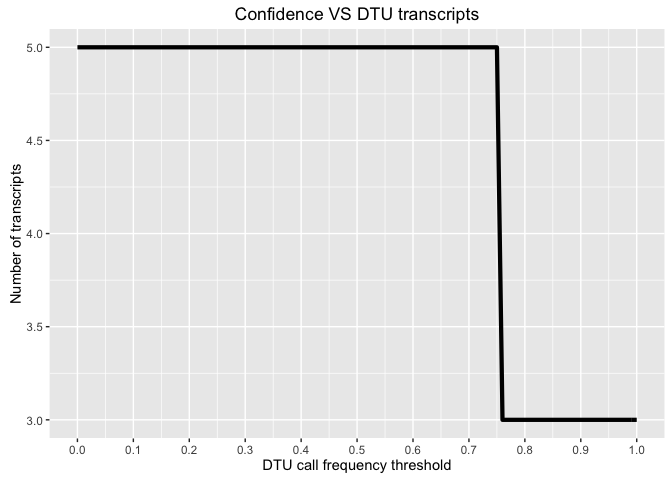 Confidence VS DTU transcripts
Number of transcripts
5.0
4.5
4.0
3.5
3.0
0.0 0.1 0.2 0.3 0.4 0.5 0.6 0.7 0.8 0.9 1.0
DTU call frequency threshold